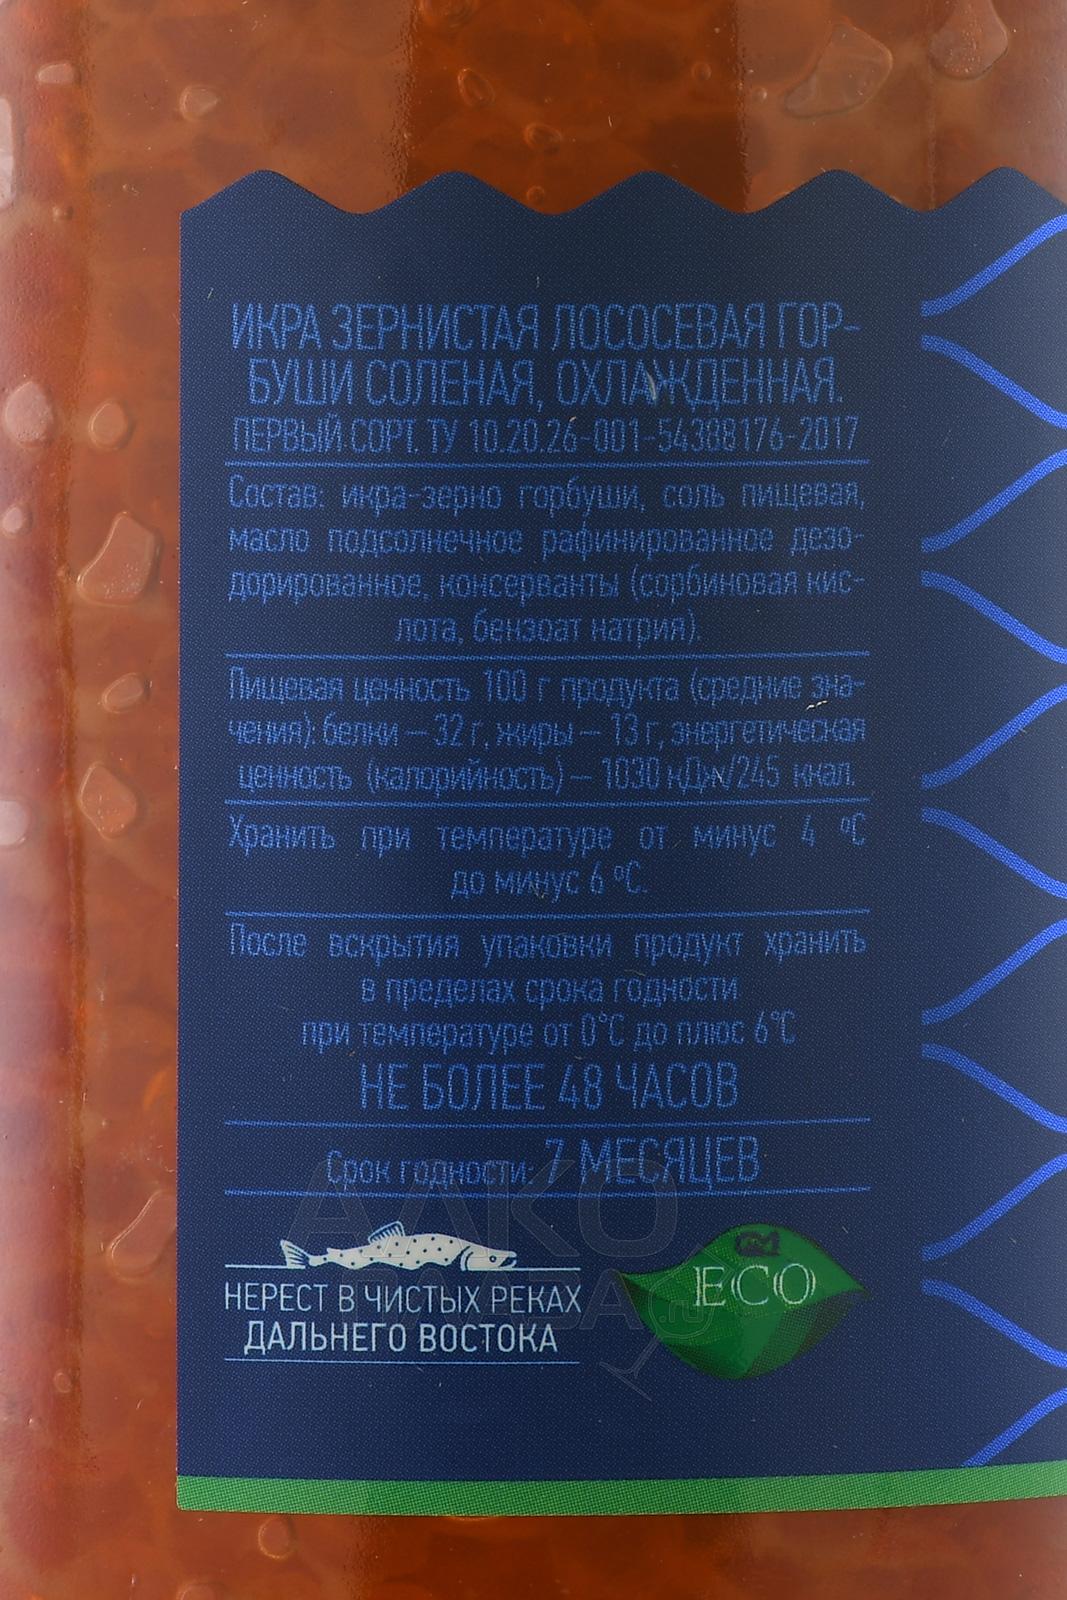 ИКРА ЗЕРНИСТАЯ ЛОСОСЕВАЯ ГОР-
БУШИ СОЛЕНАЯ, ОХЛАЖДЕННАЯ.
ПЕРВЫЙ СОРТ. ТУ 10.20.26-001-54388176-2017
Состав: икра-зерно горбуши, соль пищевая,
масло подсолнечное рафинированное дезо-
дорированное, консерванты (сорбиновая кис-
лота, бензоат натрия).
Пищевая ценность 100 г продукта (средние зна-
чения): белки – 32 г, жиры – 13 г, энергетическая
ценность (калорийность) – 1030 кДж/245 ккал.
Хранить при температуре от минус 4 °С
до минус 6 °С.
После вскрытия упаковки продукт хранить
в пределах срока годности
при температуре от 0°С до плюс 6°С
НЕ БОЛЕЕ 48 ЧАСОВ
Срок годности: 7 МЕСЯЦЕВ
НЕРЕСТ В ЧИСТЫХ РЕКАХ
ДАЛЬНЕГО ВОСТОКА
ECO